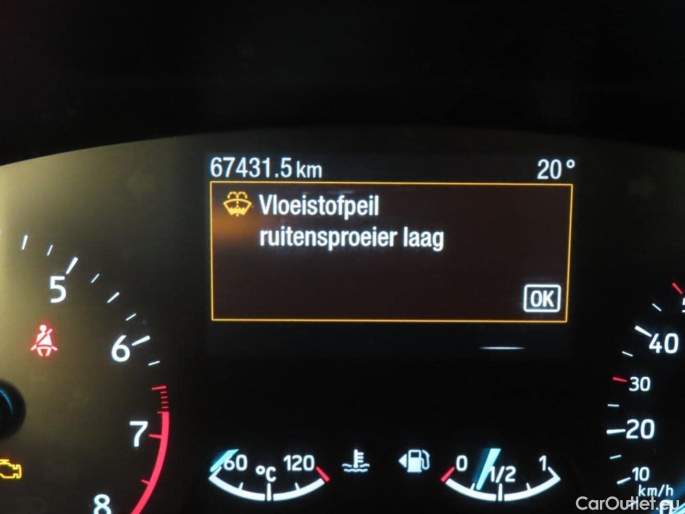 67431.5 km 20°
Vloeistofpeil
ruitensproeier laag
OK
5
6
7
8
60 °C 120
0 1/2 1
40
30
20
10
km/h
CarOutlet.eu